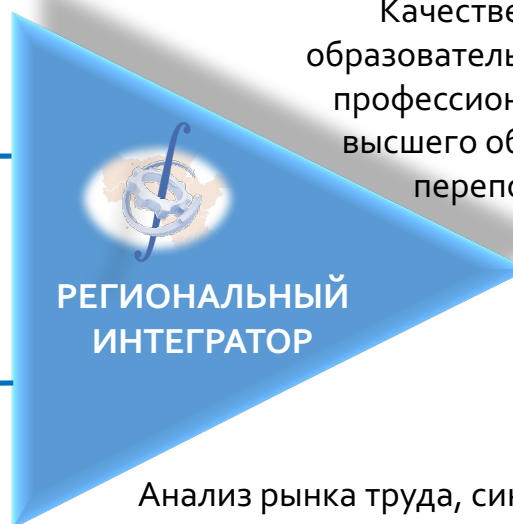 Качестве
образователь
профессион
высшего об
перепо
РЕГИОНАЛЬНЫЙ
ИНТЕГРАТОР
Анализ рынка труда, син